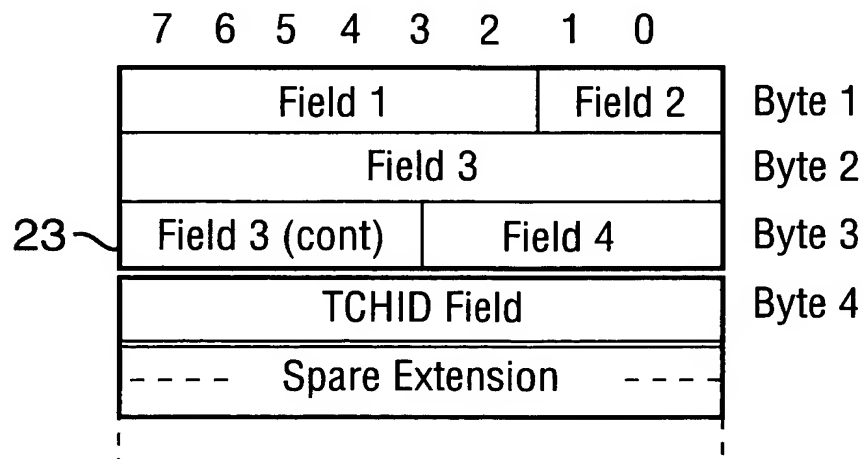 7 6 5 4 3 2 1 0
Field 1 Field 2 Byte 1
Field 3 Byte 2
23 Field 3 (cont) Field 4 Byte 3
TCHID Field Byte 4
Spare Extension